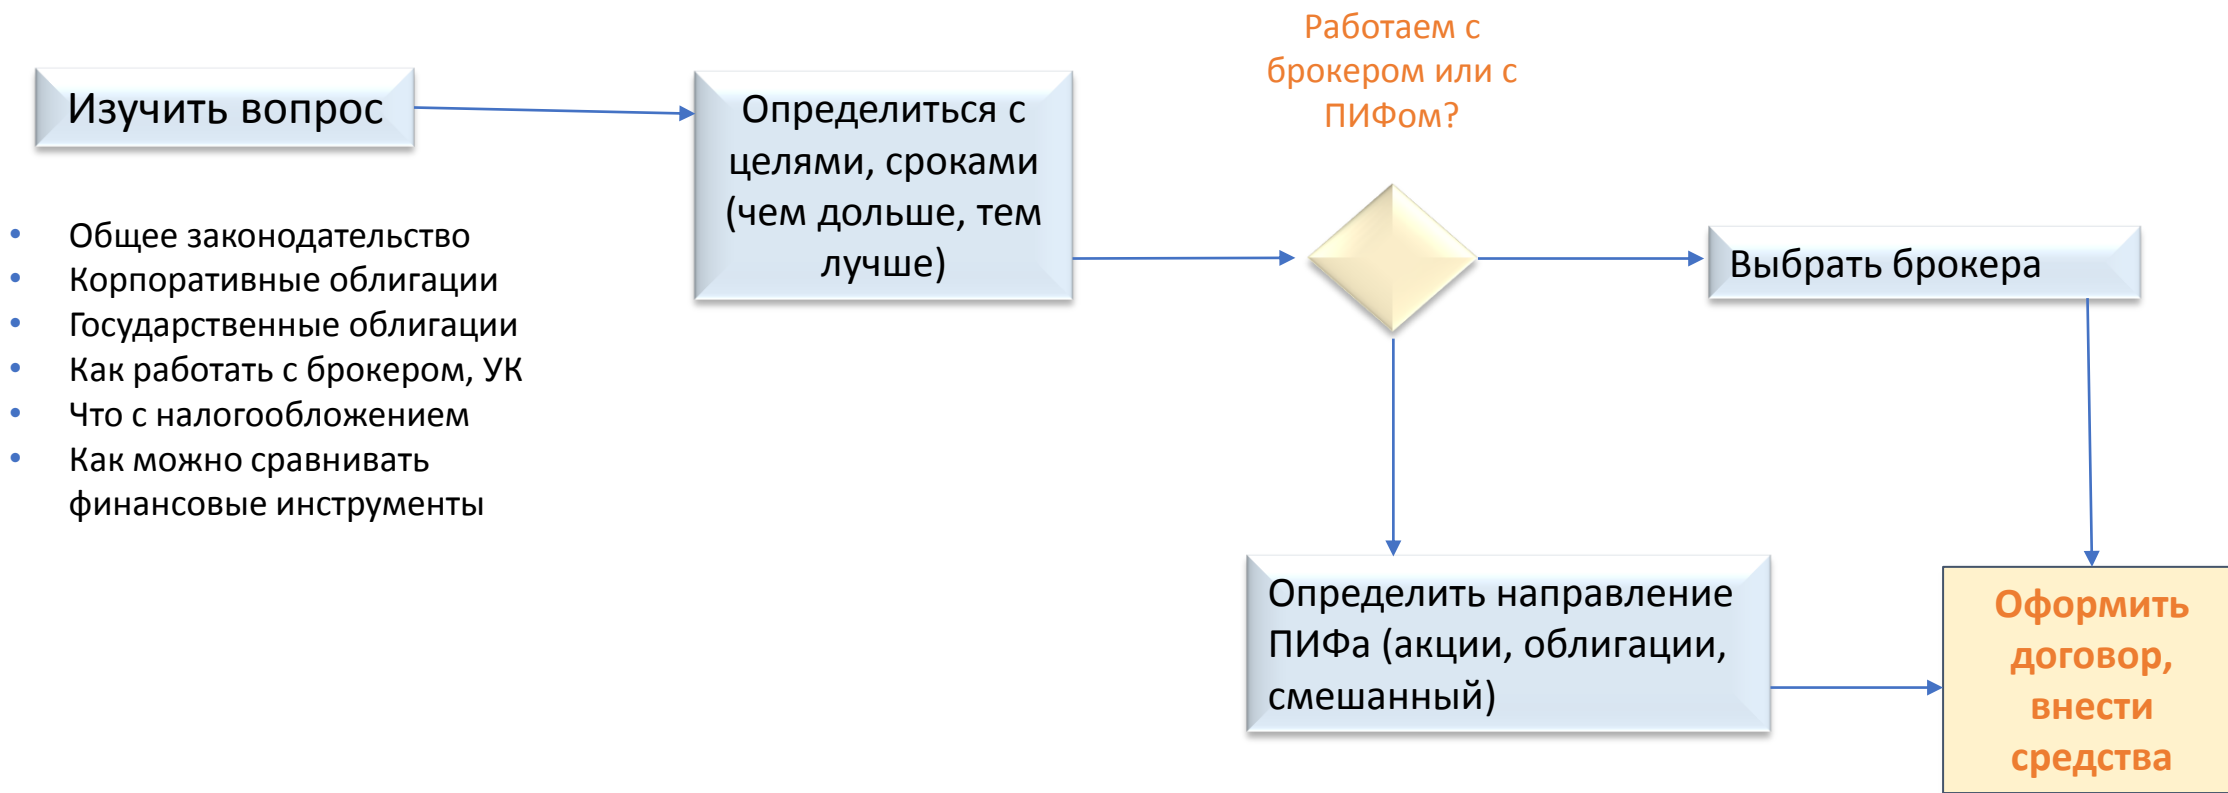 Работаем с
брокером или с
ПИФом?
Изучить вопрос
Определиться с
целями, сроками
(чем дольше, тем
лучше)
• Общее законодательство
• Корпоративные облигации
• Государственные облигации
• Как работать с брокером, УК
• Что с налогообложением
• Как можно сравнивать
финансовые инструменты
Выбрать брокера
Определить направление
ПИФа (акции, облигации,
смешанный)
Оформить
договор,
внести
средства